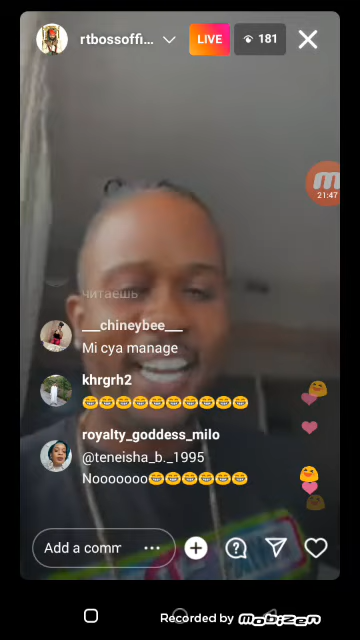 rtbossoffi...
LIVE
181
21:47
читаешь
___chineybee___
Mi cya manage
khrgrh2
royalty_goddess_milo
@teneisha_b._1995
Nooooooo
Add a comm
Recorded by mobizen